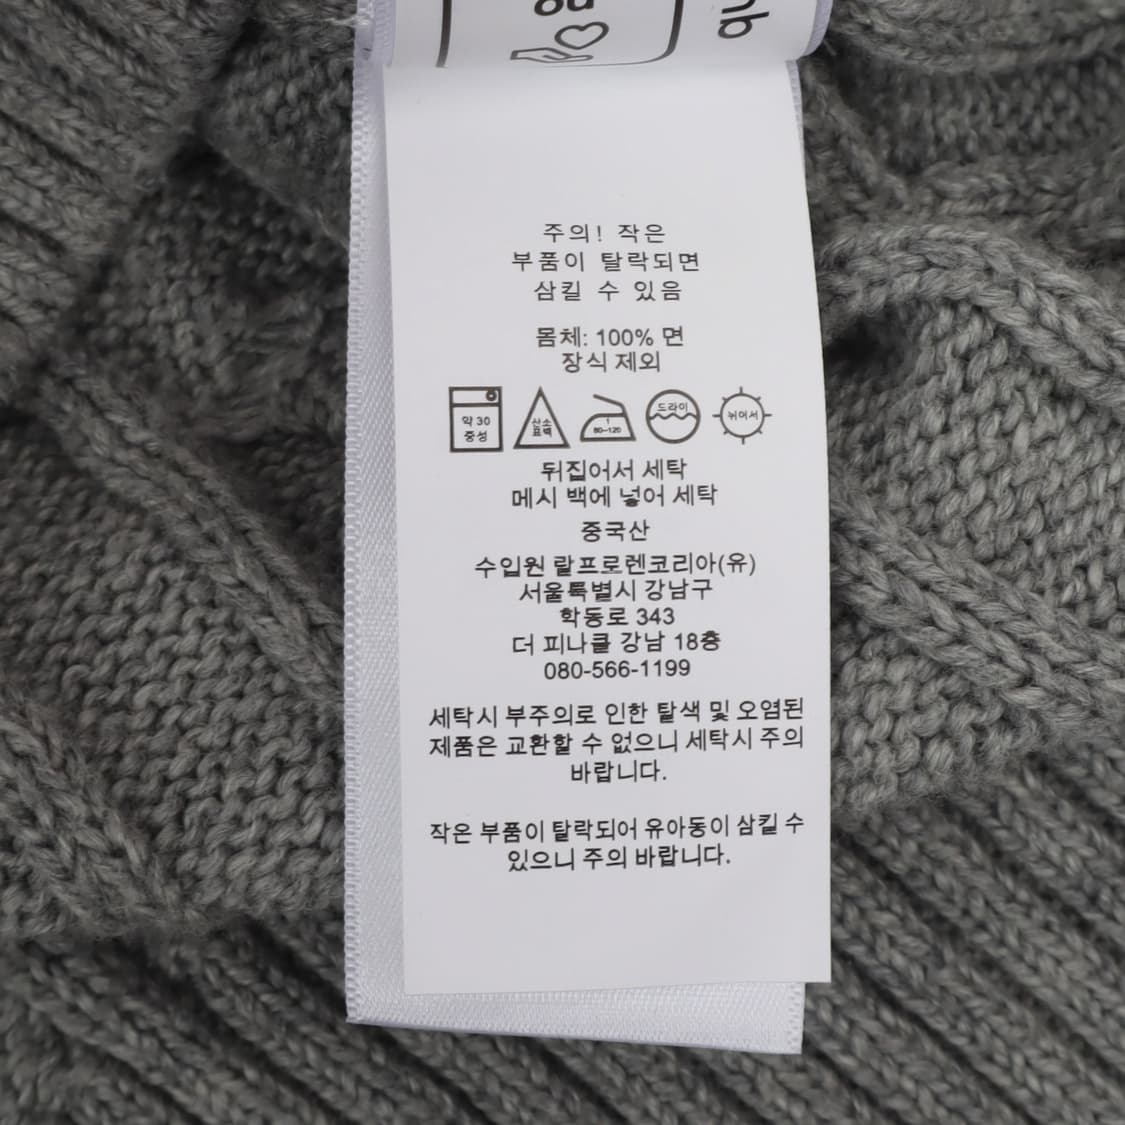 주의! 작은
부품이 탈락되면
삼킬 수 있음
몸체: 100% 면
장식 제외
약 30
중성
산소
표백
1
80-120
드라이
뉘어서
뒤집어서 세탁
메시 백에 넣어 세탁
중국산
수입원 랄프로렌코리아(유)
서울특별시 강남구
학동로 343
더 피나클 강남 18층
080-566-1199
세탁시 부주의로 인한 탈색 및 오염된
제품은 교환할 수 없으니 세탁시 주의
바랍니다.
작은 부품이 탈락되어 유아동이 삼킬 수
있으니 주의 바랍니다.